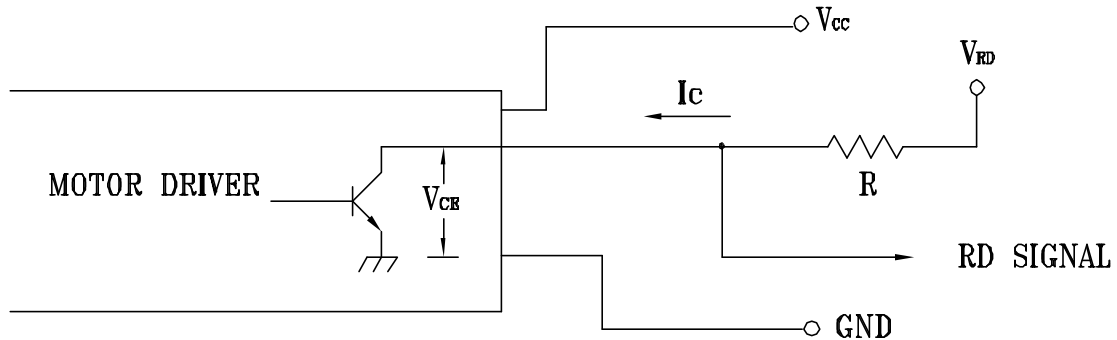 VCC
VRD
IC
MOTOR DRIVER
VCE
R
RD SIGNAL
GND